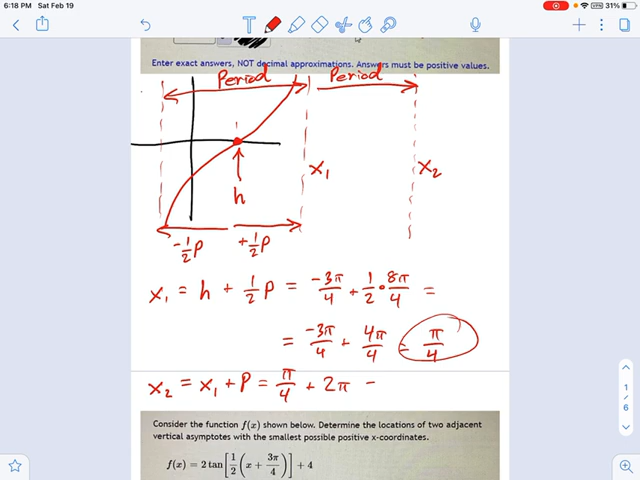 6:18 PM Sat Feb 19
VPN 31%
Enter exact answers, NOT decimal approximations. Answers must be positive values.
Period Period
x₁ x₂
h
-½p +½p
x₁ = h + ½p = -3π/4 + ½ • 8π/4 =
= -3π/4 + 4π/4 = π/4
x₂ = x₁ + p = π/4 + 2π =
1
/
6
Consider the function f(x) shown below. Determine the locations of two adjacent
vertical asymptotes with the smallest possible positive x-coordinates.
f(x) = 2 tan[1/2(x + 3π/4)] + 4